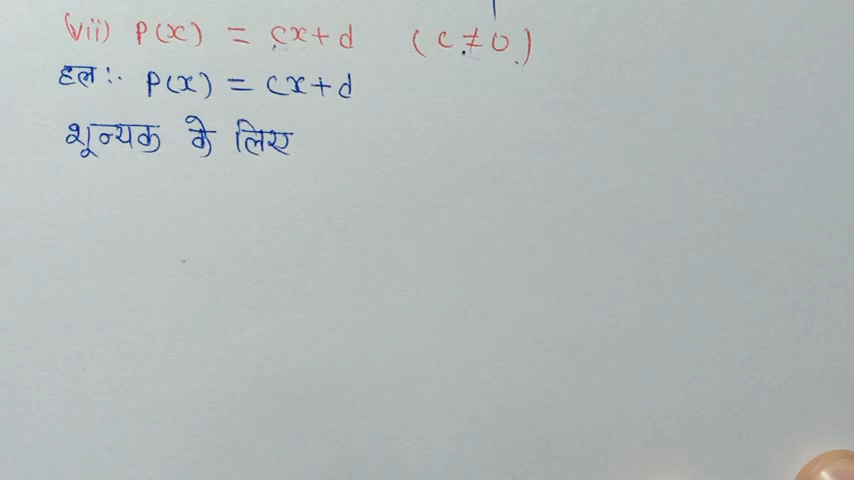 (vii) P(x) = cx+d (c≠0)
हल:- P(x) = cx+d
शून्यक के लिए